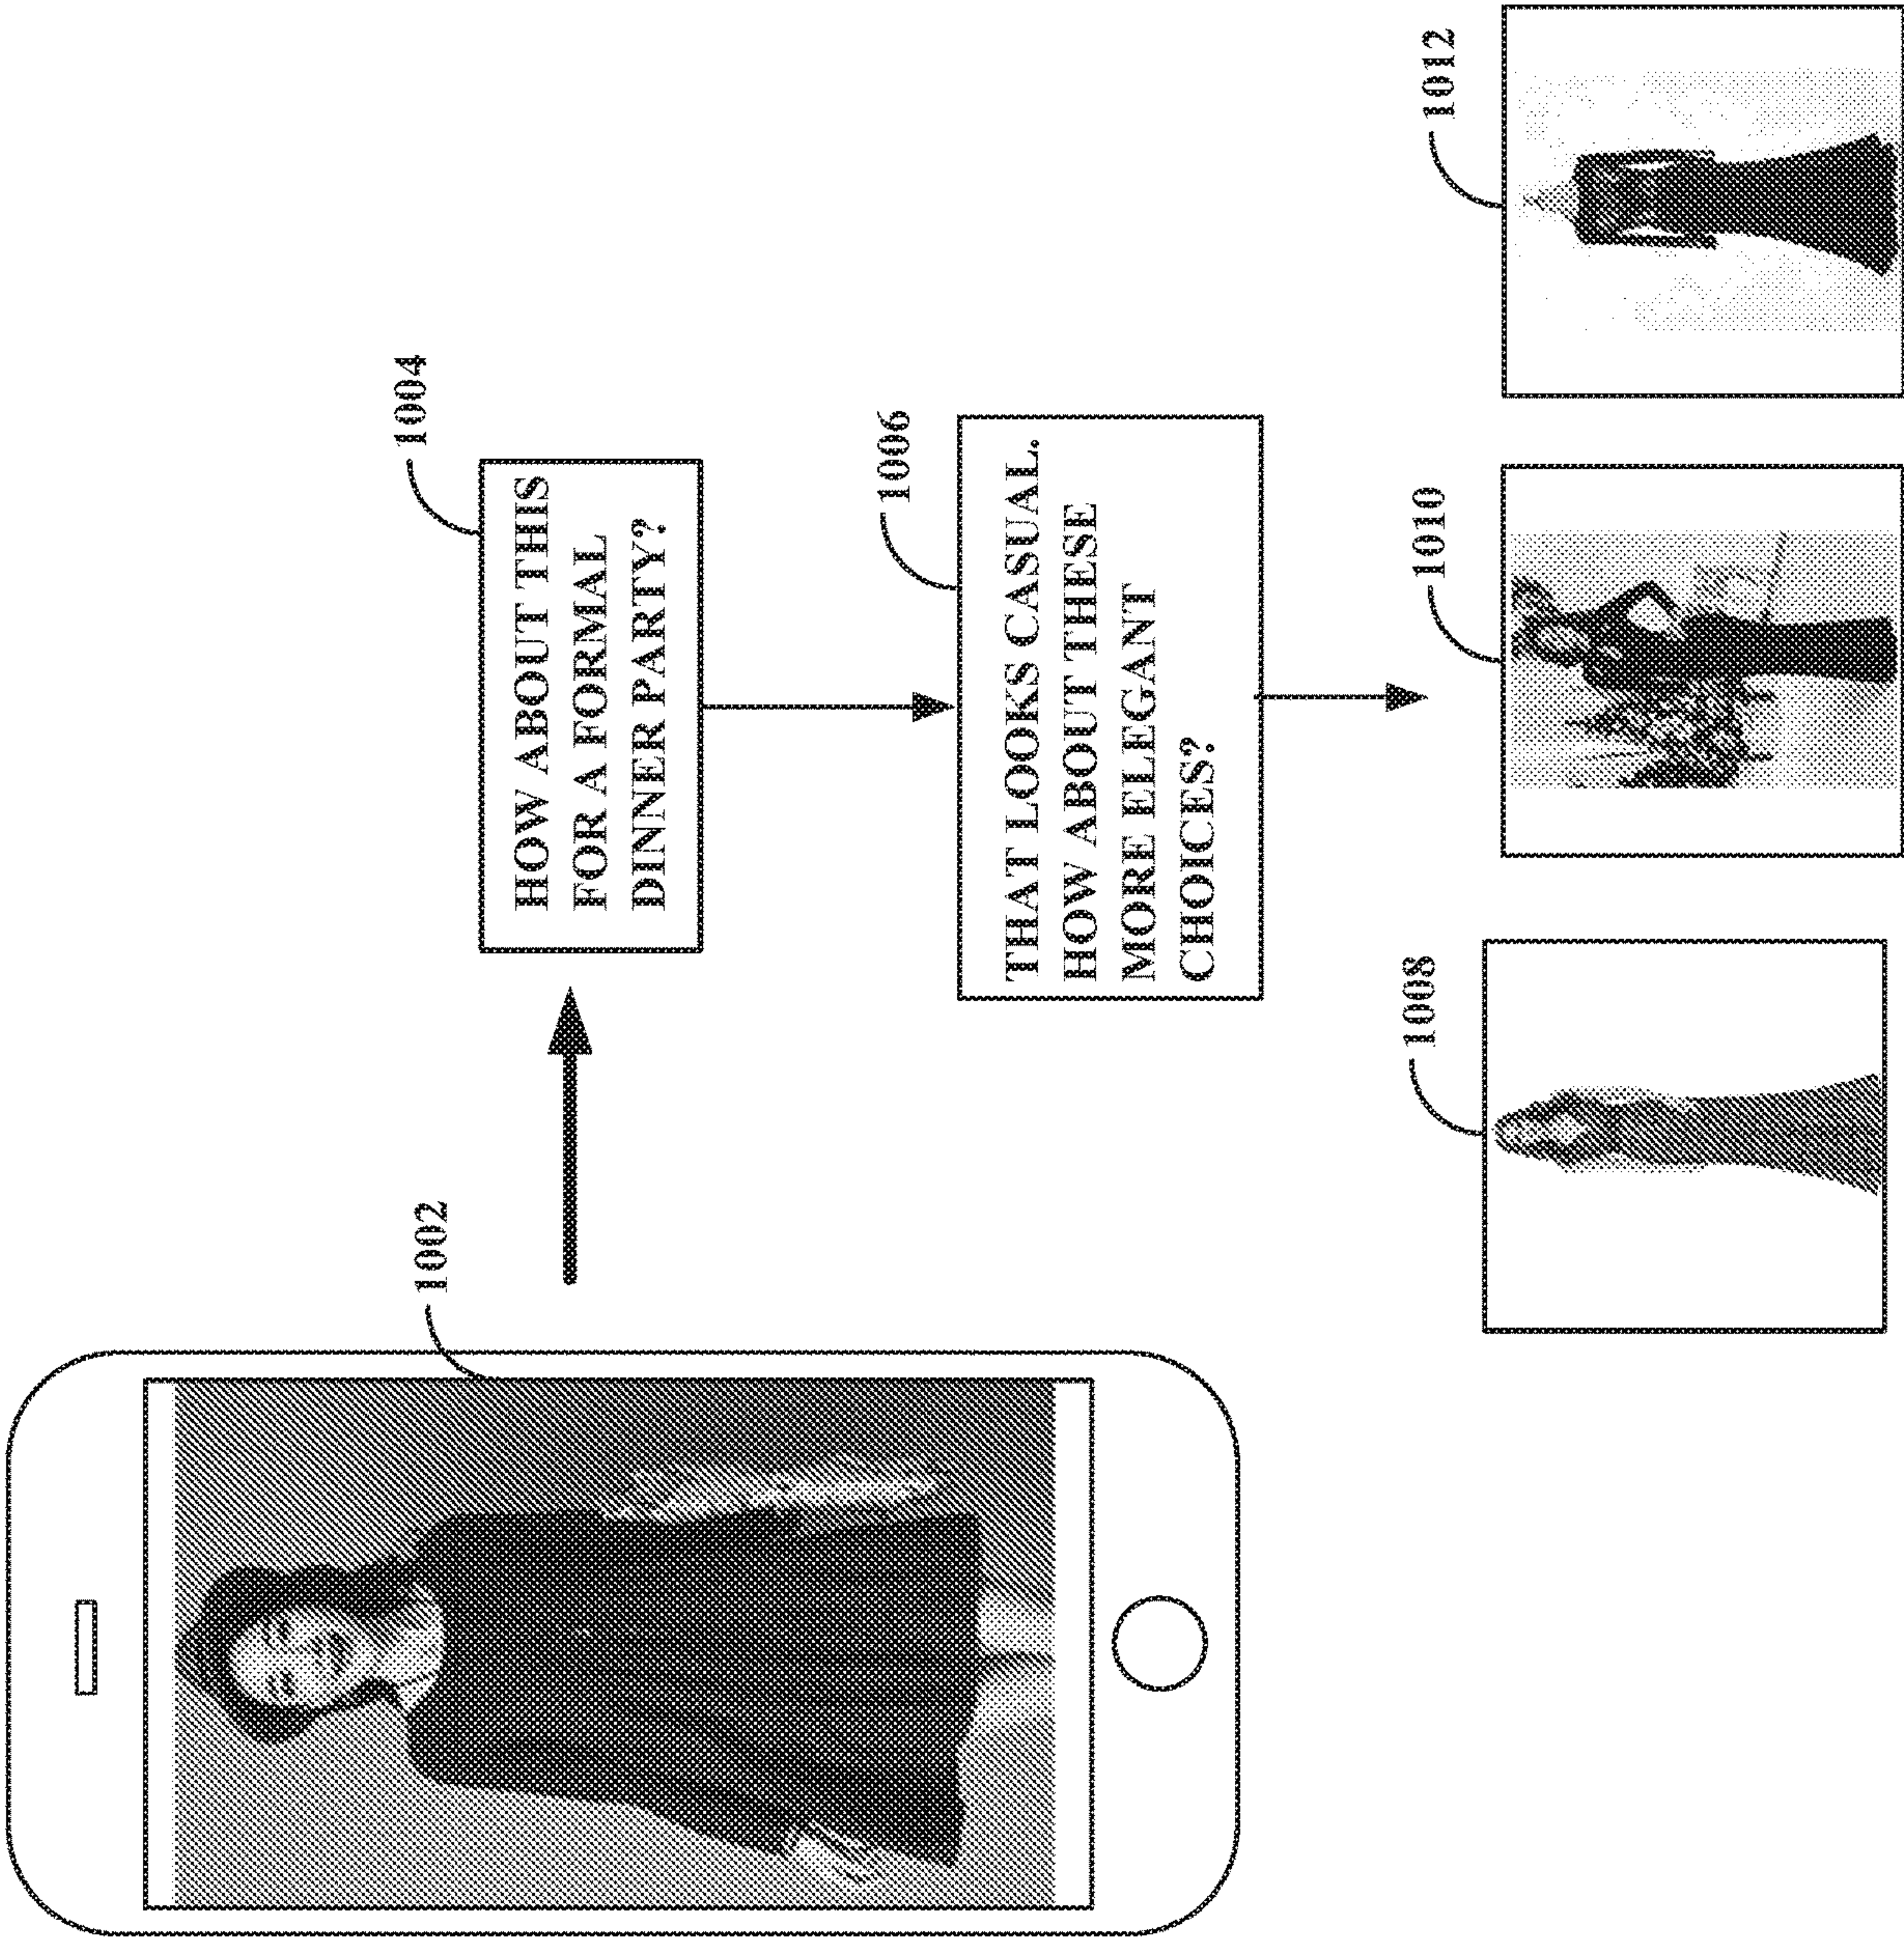 1002
1004
HOW ABOUT THIS
FOR A FORMAL
DINNER PARTY?
1006
THAT LOOKS CASUAL.
HOW ABOUT THESE
MORE ELEGANT
CHOICES?
1008
1010
1012